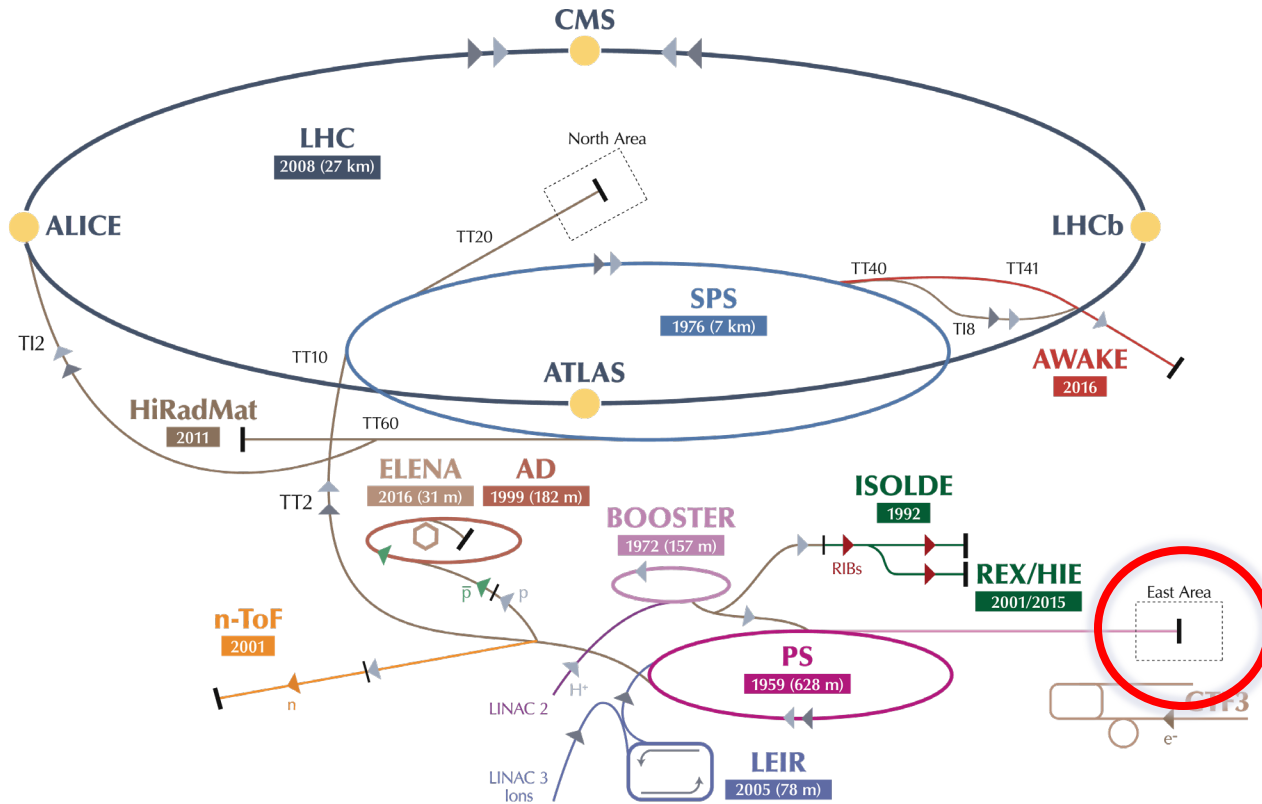 CMS
LHC
2008 (27 km)
North Area
ALICE
LHCb
TT20
TT40
TT41
SPS
1976 (7 km)
TI8
TI2
TT10
AWAKE
2016
ATLAS
HiRadMat
2011
TT60
ELENA
2016 (31 m)
AD
1999 (182 m)
ISOLDE
1992
TT2
BOOSTER
1972 (157 m)
RIBs
REX/HIE
2001/2015
East Area
p̅
p
n-ToF
2001
PS
1959 (628 m)
H⁺
n
LINAC 2
CTF3
e⁻
LEIR
2005 (78 m)
LINAC 3
Ions